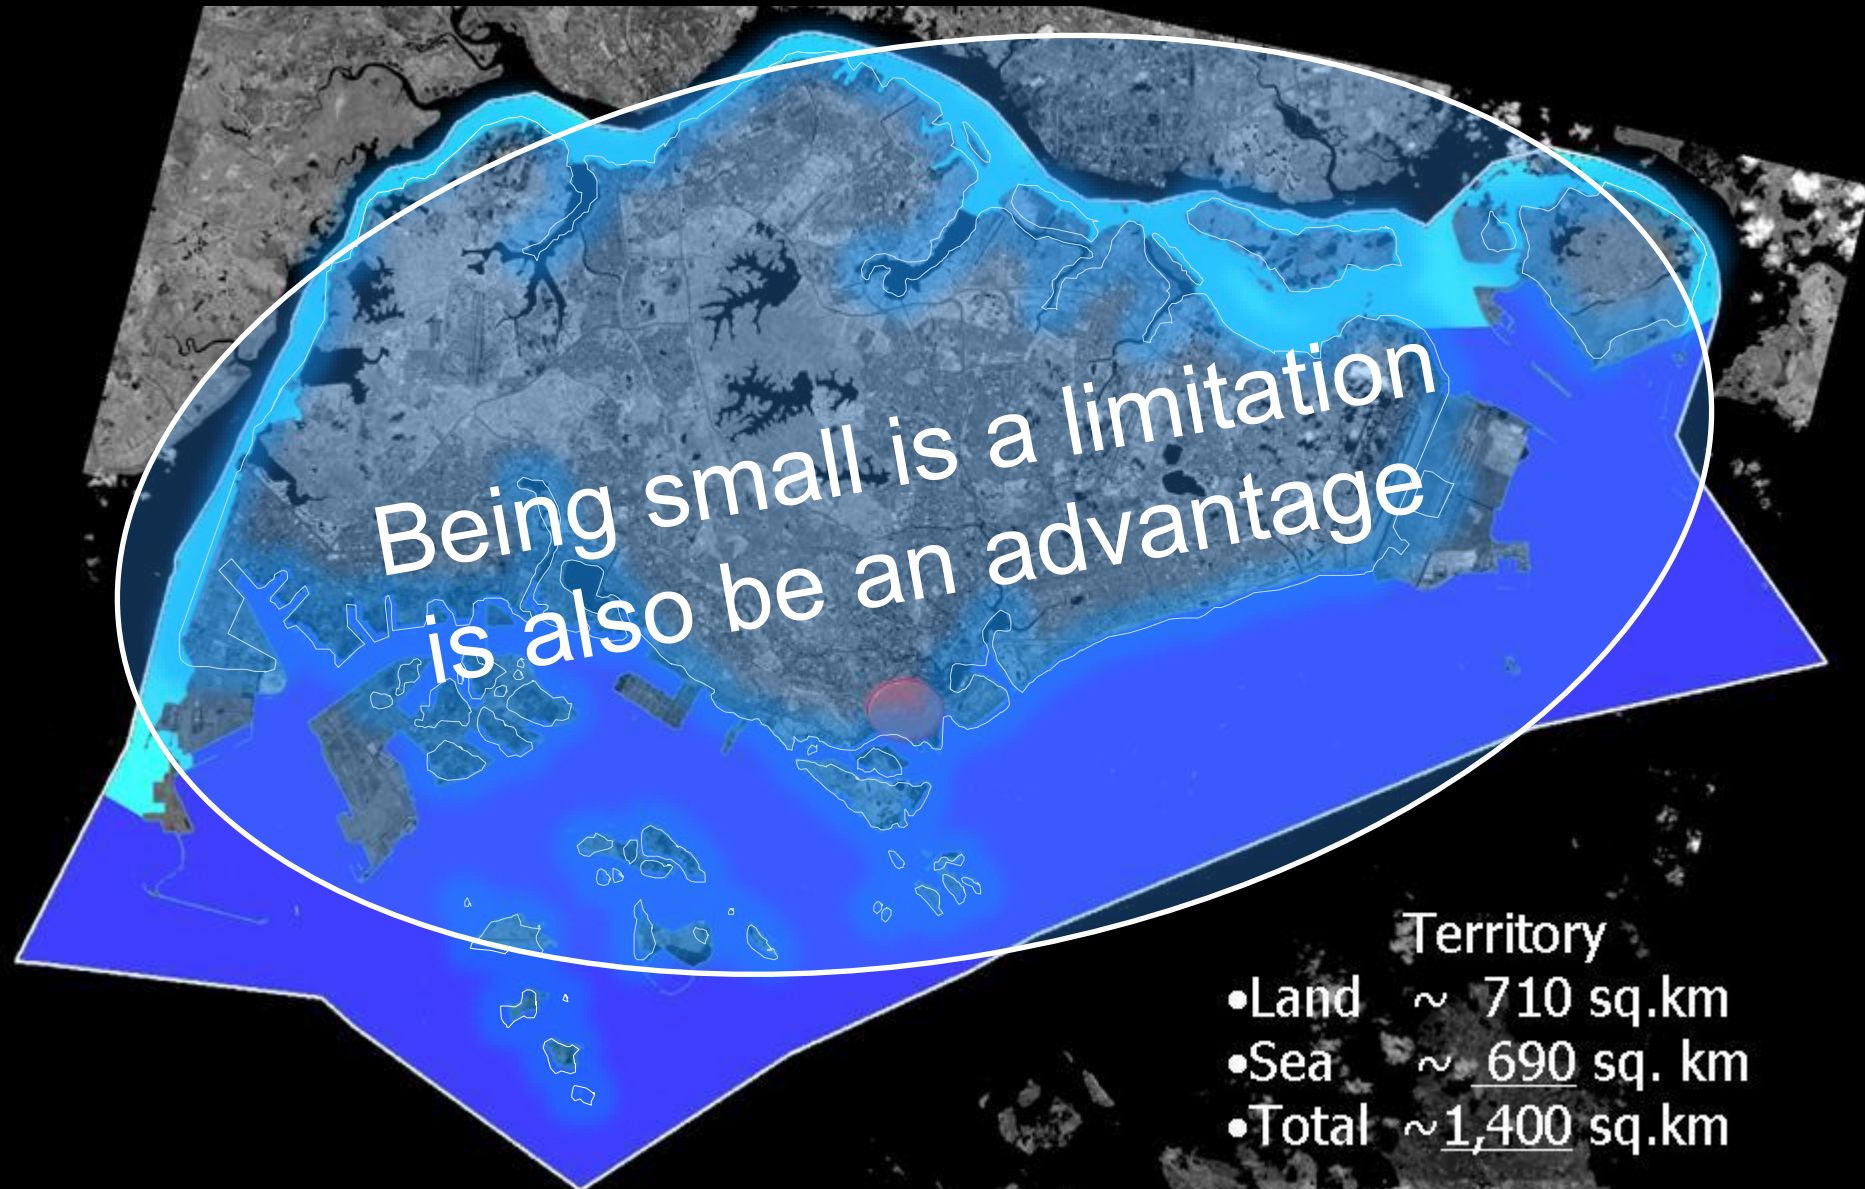 Being small is a limitation
is also be an advantage
Territory
•Land ~ 710 sq.km
•Sea ~ 690 sq. km
•Total ~1,400 sq.km